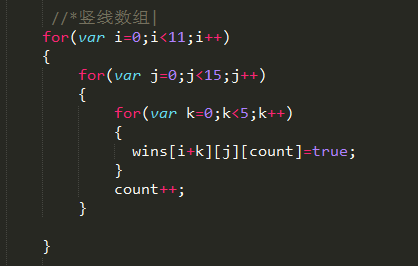 //*竖线数组|
for(var i=0;i<11;i++)
{
for(var j=0;j<15;j++)
{
for(var k=0;k<5;k++)
{
wins[i+k][j][count]=true;
}
count++;
}
}